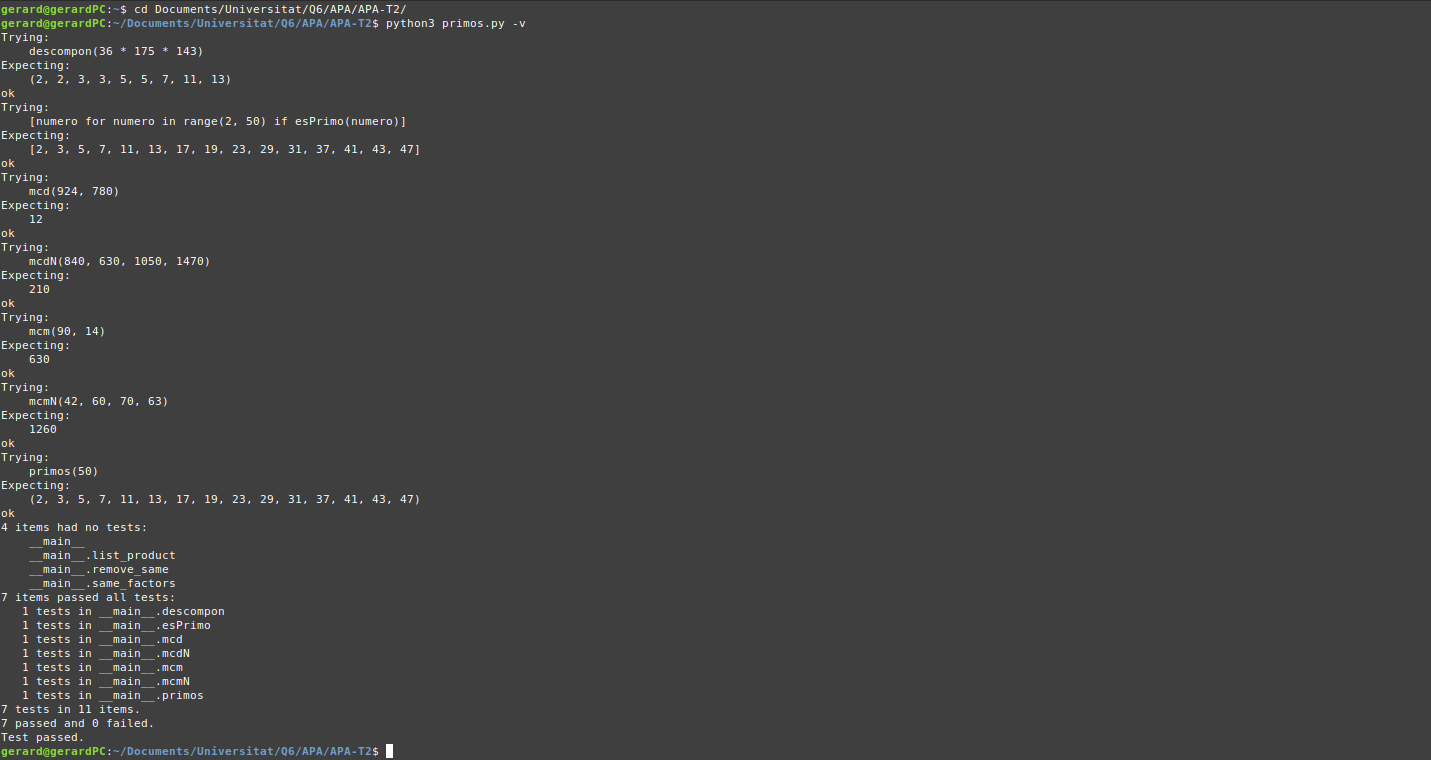 gerard@gerardPC:~$ cd Documents/Universitat/Q6/APA/APA-T2/
gerard@gerardPC:~/Documents/Universitat/Q6/APA/APA-T2$ python3 primos.py -v
Trying:
    descompon(36 * 175 * 143)
Expecting:
    (2, 2, 3, 3, 5, 5, 7, 11, 13)
ok
Trying:
    [numero for numero in range(2, 50) if esPrimo(numero)]
Expecting:
    [2, 3, 5, 7, 11, 13, 17, 19, 23, 29, 31, 37, 41, 43, 47]
ok
Trying:
    mcd(924, 780)
Expecting:
    12
ok
Trying:
    mcdN(840, 630, 1050, 1470)
Expecting:
    210
ok
Trying:
    mcm(90, 14)
Expecting:
    630
ok
Trying:
    mcmN(42, 60, 70, 63)
Expecting:
    1260
ok
Trying:
    primos(50)
Expecting:
    (2, 3, 5, 7, 11, 13, 17, 19, 23, 29, 31, 37, 41, 43, 47)
ok
4 items had no tests:
    __main__
    __main__.list_product
    __main__.remove_same
    __main__.same_factors
7 items passed all tests:
   1 tests in __main__.descompon
   1 tests in __main__.esPrimo
   1 tests in __main__.mcd
   1 tests in __main__.mcdN
   1 tests in __main__.mcm
   1 tests in __main__.mcmN
   1 tests in __main__.primos
7 tests in 11 items.
7 passed and 0 failed.
Test passed.
gerard@gerardPC:~/Documents/Universitat/Q6/APA/APA-T2$